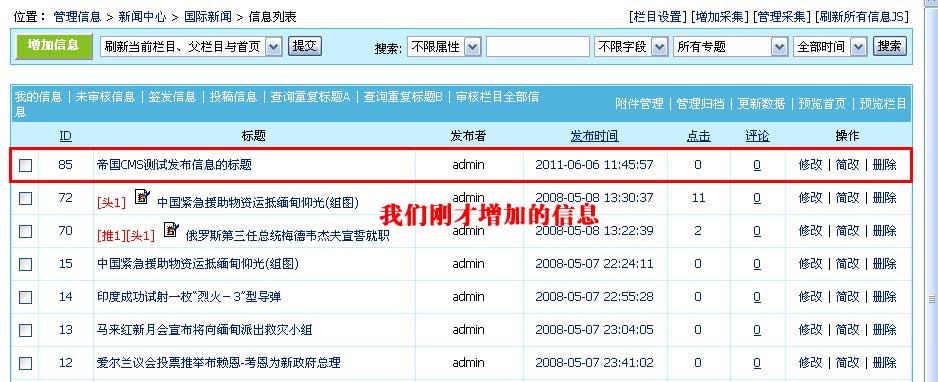 位置： 管理信息 > 新闻中心 > 国际新闻 > 信息列表 [栏目设置] [增加采集] [管理采集] [刷新所有信息JS]
增加信息 刷新当前栏目、父栏目与首页 提交 搜索: 不限属性 不限字段 所有专题 全部时间 搜索
我的信息 | 未审核信息 | 签发信息 | 投稿信息 | 查询重复标题A | 查询重复标题B | 审核栏目全部信
息
附件管理 | 管理归档 | 更新数据 | 预览首页 | 预览栏目
ID 标题 发布者 发布时间 点击 评论 操作
85 帝国CMS测试发布信息的标题 admin 2011-06-06 11:45:57 0 0 修改 | 简改 | 删除
72 [头1] 中国紧急援助物资运抵缅甸仰光(组图) admin 2008-05-08 13:30:37 11 0 修改 | 简改 | 删除
我们刚才增加的信息
70 [推1][头1] 俄罗斯第三任总统梅德韦杰夫宣誓就职 admin 2008-05-08 13:22:39 2 0 修改 | 简改 | 删除
15 中国紧急援助物资运抵缅甸仰光(组图) admin 2008-05-07 22:24:11 0 0 修改 | 简改 | 删除
14 印度成功试射一枚“烈火－3”型导弹 admin 2008-05-07 22:55:28 0 0 修改 | 简改 | 删除
13 马来红新月会宣布将向缅甸派出救灾小组 admin 2008-05-07 23:04:05 0 0 修改 | 简改 | 删除
12 爱尔兰议会投票推举布赖恩-考恩为新政府总理 admin 2008-05-07 23:41:02 0 0 修改 | 简改 | 删除